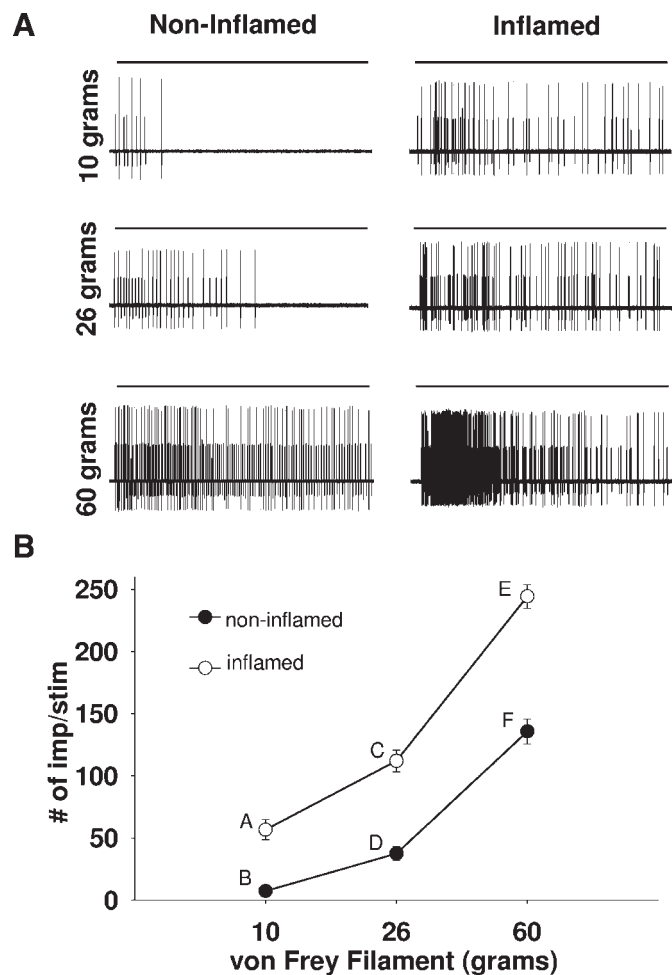 A
Non-Inflamed
Inflamed
10 grams
26 grams
60 grams
B
# of imp/stim
250
200
150
100
50
0
non-inflamed
inflamed
A
B
C
D
E
F
10
26
60
von Frey Filament (grams)